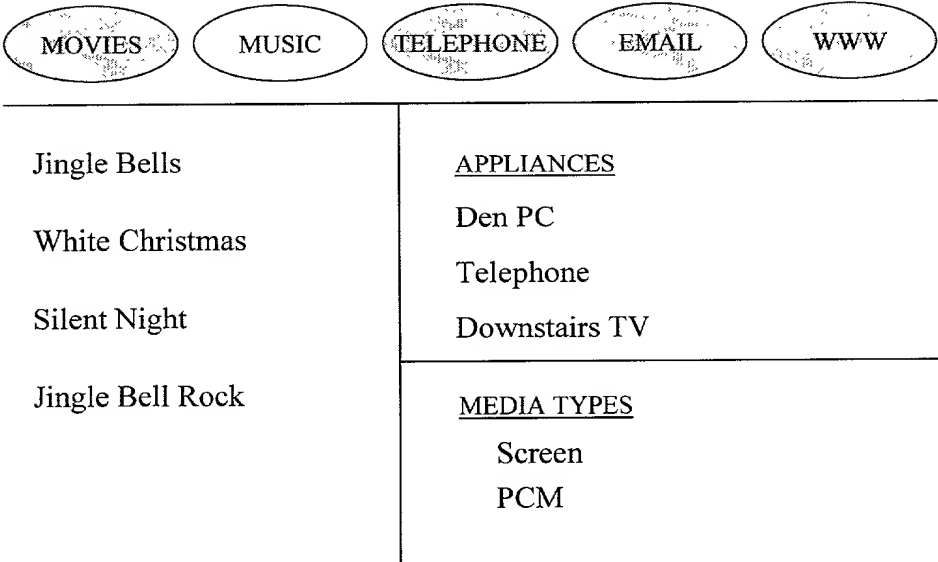 MOVIES MUSIC TELEPHONE EMAIL WWW
Jingle Bells
White Christmas
Silent Night
Jingle Bell Rock
APPLIANCES
Den PC
Telephone
Downstairs TV
MEDIA TYPES
Screen
PCM